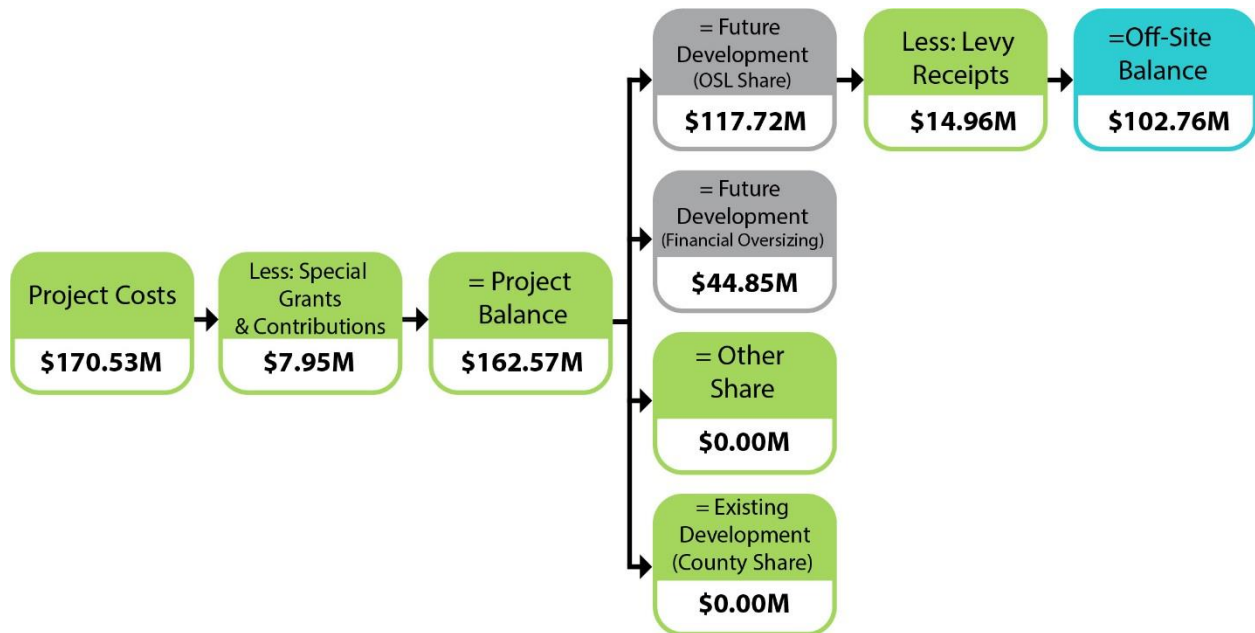 Project Costs
$170.53M
Less: Special
Grants
& Contributions
$7.95M
= Project
Balance
$162.57M
= Future
Development
(OSL Share)
$117.72M
Less: Levy
Receipts
$14.96M
=Off-Site
Balance
$102.76M
= Future
Development
(Financial Oversizing)
$44.85M
= Other
Share
$0.00M
= Existing
Development
(County Share)
$0.00M